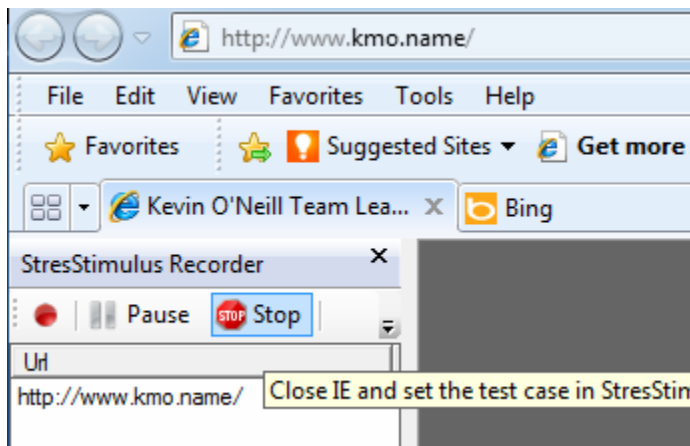 http://www.kmo.name/
File Edit View Favorites Tools Help
Favorites Suggested Sites Get more
Kevin O'Neill Team Lea... Bing
StresStimulus Recorder
Pause STOP Stop
Url
http://www.kmo.name/
Close IE and set the test case in StresStim